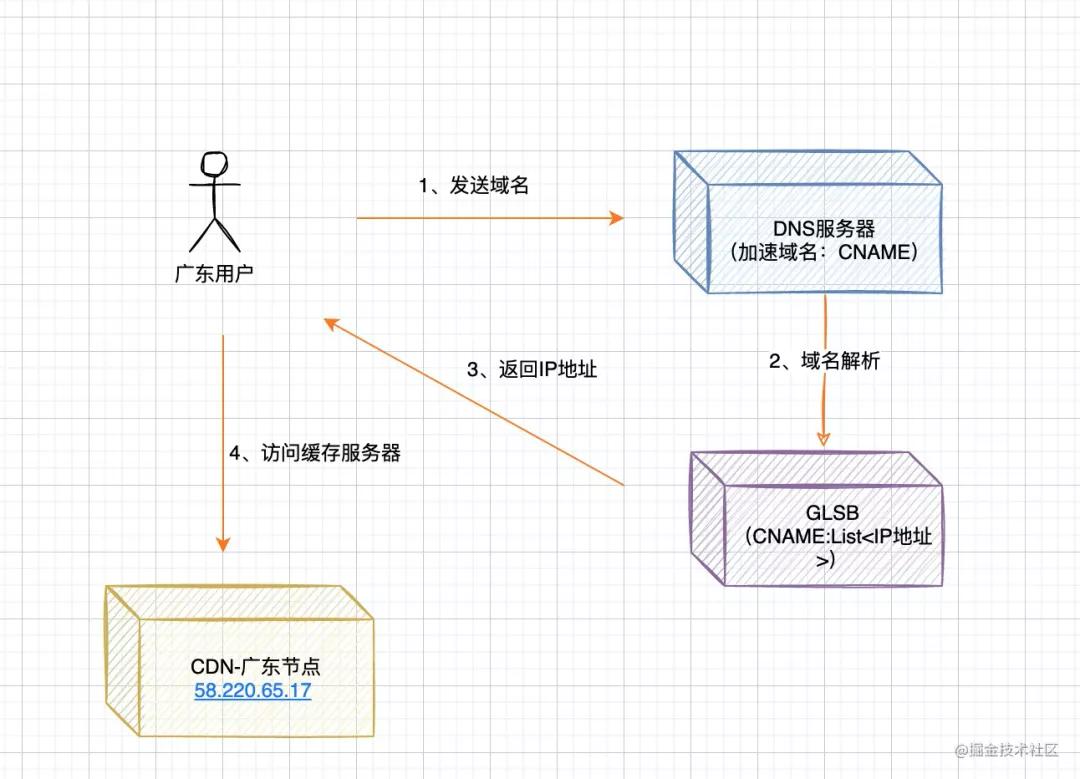 1、发送域名
DNS服务器
（加速域名：CNAME）
广东用户
2、域名解析
3、返回IP地址
4、访问缓存服务器
GLSB
（CNAME:List<IP地址
>）
CDN-广东节点
58.220.65.17
@掘金技术社区